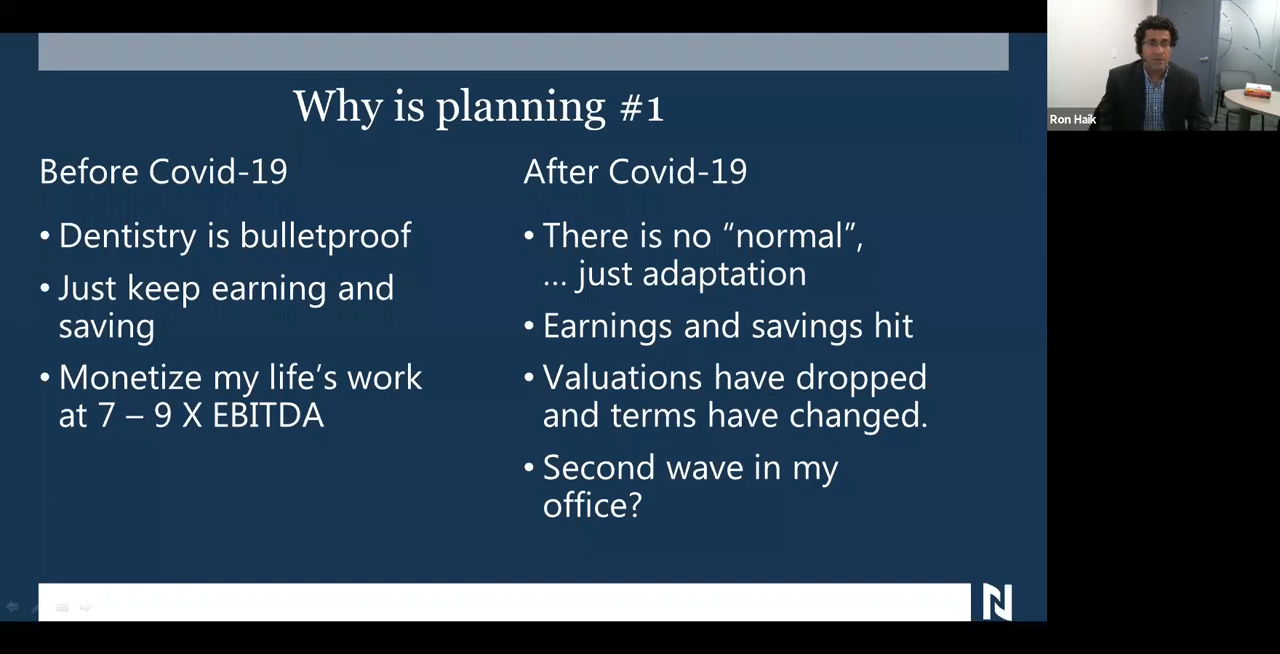 Why is planning #1
Before Covid-19
• Dentistry is bulletproof
• Just keep earning and
saving
• Monetize my life’s work
at 7 – 9 X EBITDA
After Covid-19
• There is no “normal”,
... just adaptation
• Earnings and savings hit
• Valuations have dropped
and terms have changed.
• Second wave in my
office?
N
Ron Haik